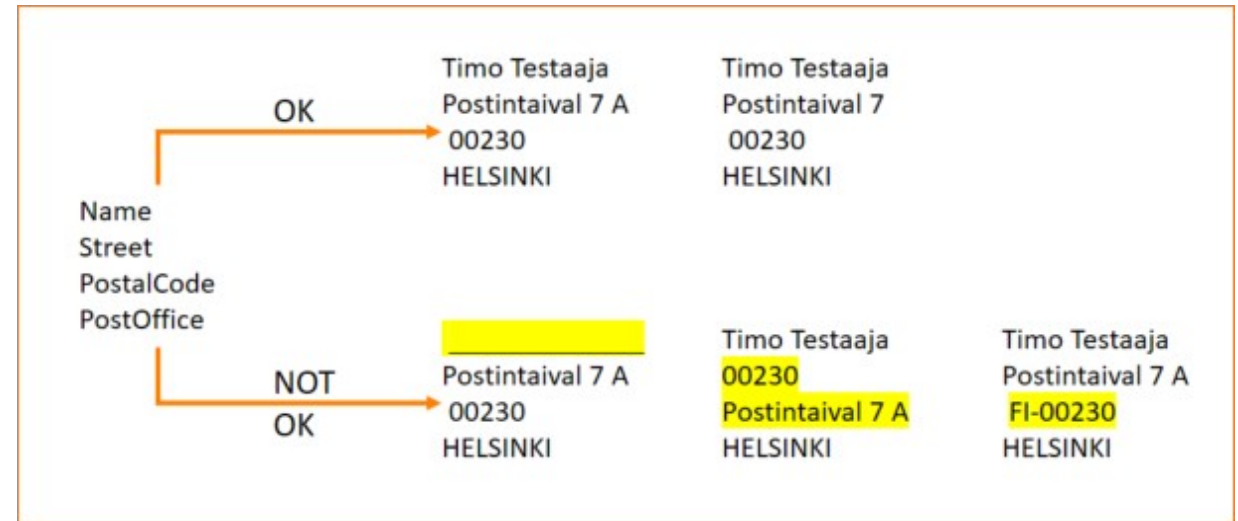 Timo Testaaja
Postintaival 7 A
00230
HELSINKI
Timo Testaaja
Postintaival 7
00230
HELSINKI
OK
Name
Street
PostalCode
PostOffice
NOT
OK
Postintaival 7 A
00230
HELSINKI
Timo Testaaja
00230
Postintaival 7 A
HELSINKI
Timo Testaaja
Postintaival 7 A
FI-00230
HELSINKI